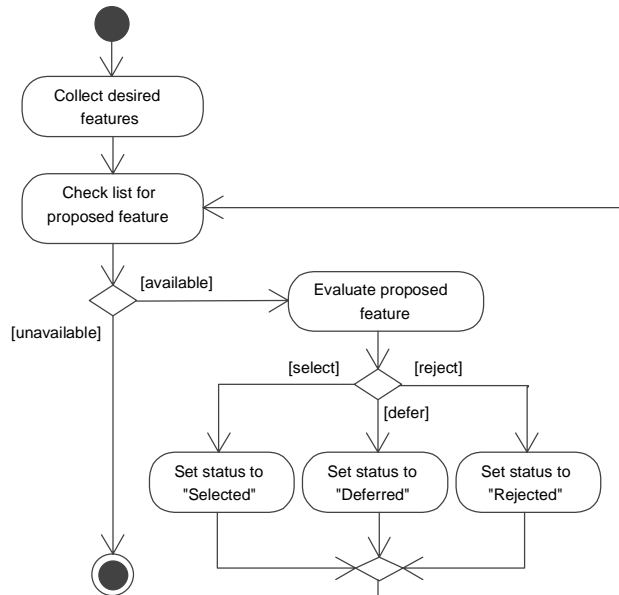 Collect desired
features
Check list for
proposed feature
[available]
Evaluate proposed
feature
[unavailable]
[select]
[reject]
[defer]
Set status to
"Selected"
Set status to
"Deferred"
Set status to
"Rejected"